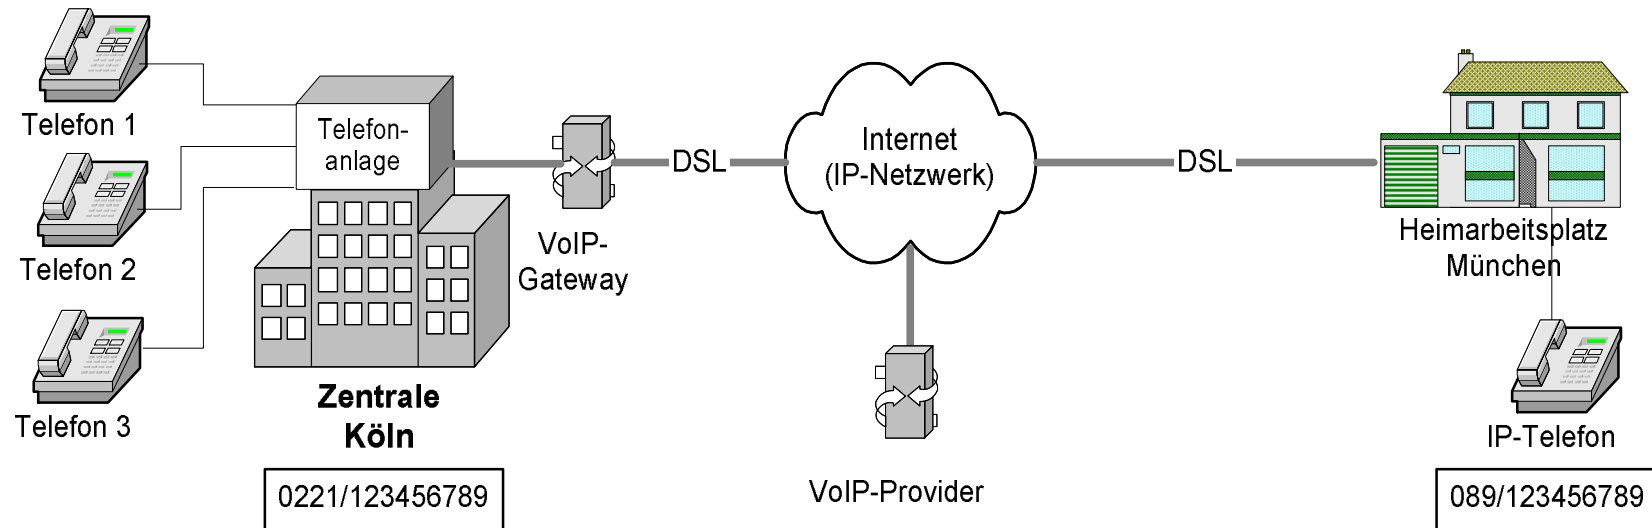 Telefon 1
Telefon 2
Telefon 3
Telefon-
anlage
Zentrale
Köln
0221/123456789
VoIP-
Gateway
DSL
Internet
(IP-Netzwerk)
VoIP-Provider
DSL
Heimarbeitsplatz
München
IP-Telefon
089/123456789